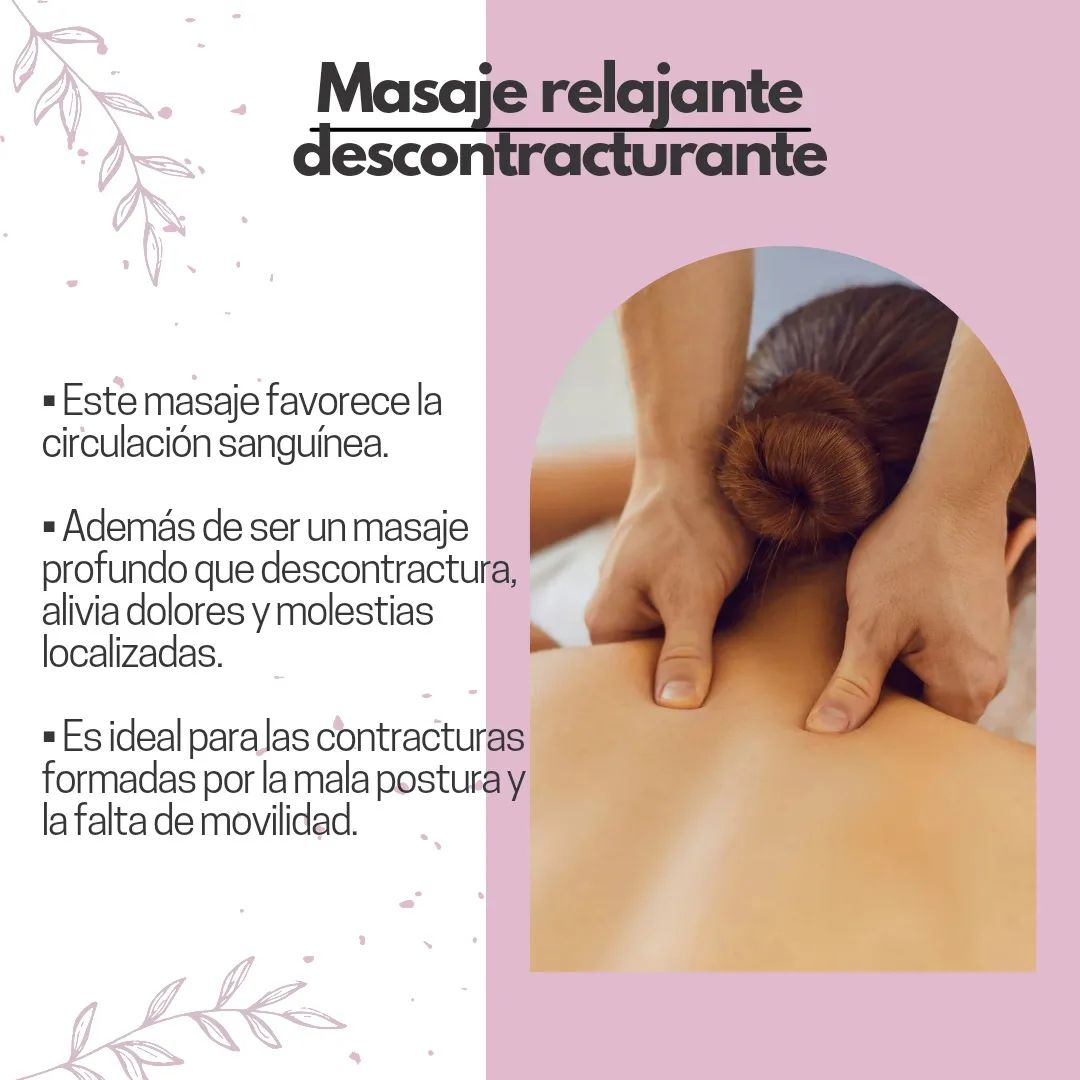 Masaje relajante
descontracturante
▪ Este masaje favorece la
circulación sanguínea.
▪ Además de ser un masaje
profundo que descontractura,
alivia dolores y molestias
localizadas.
▪ Es ideal para las contracturas
formadas por la mala postura y
la falta de movilidad.